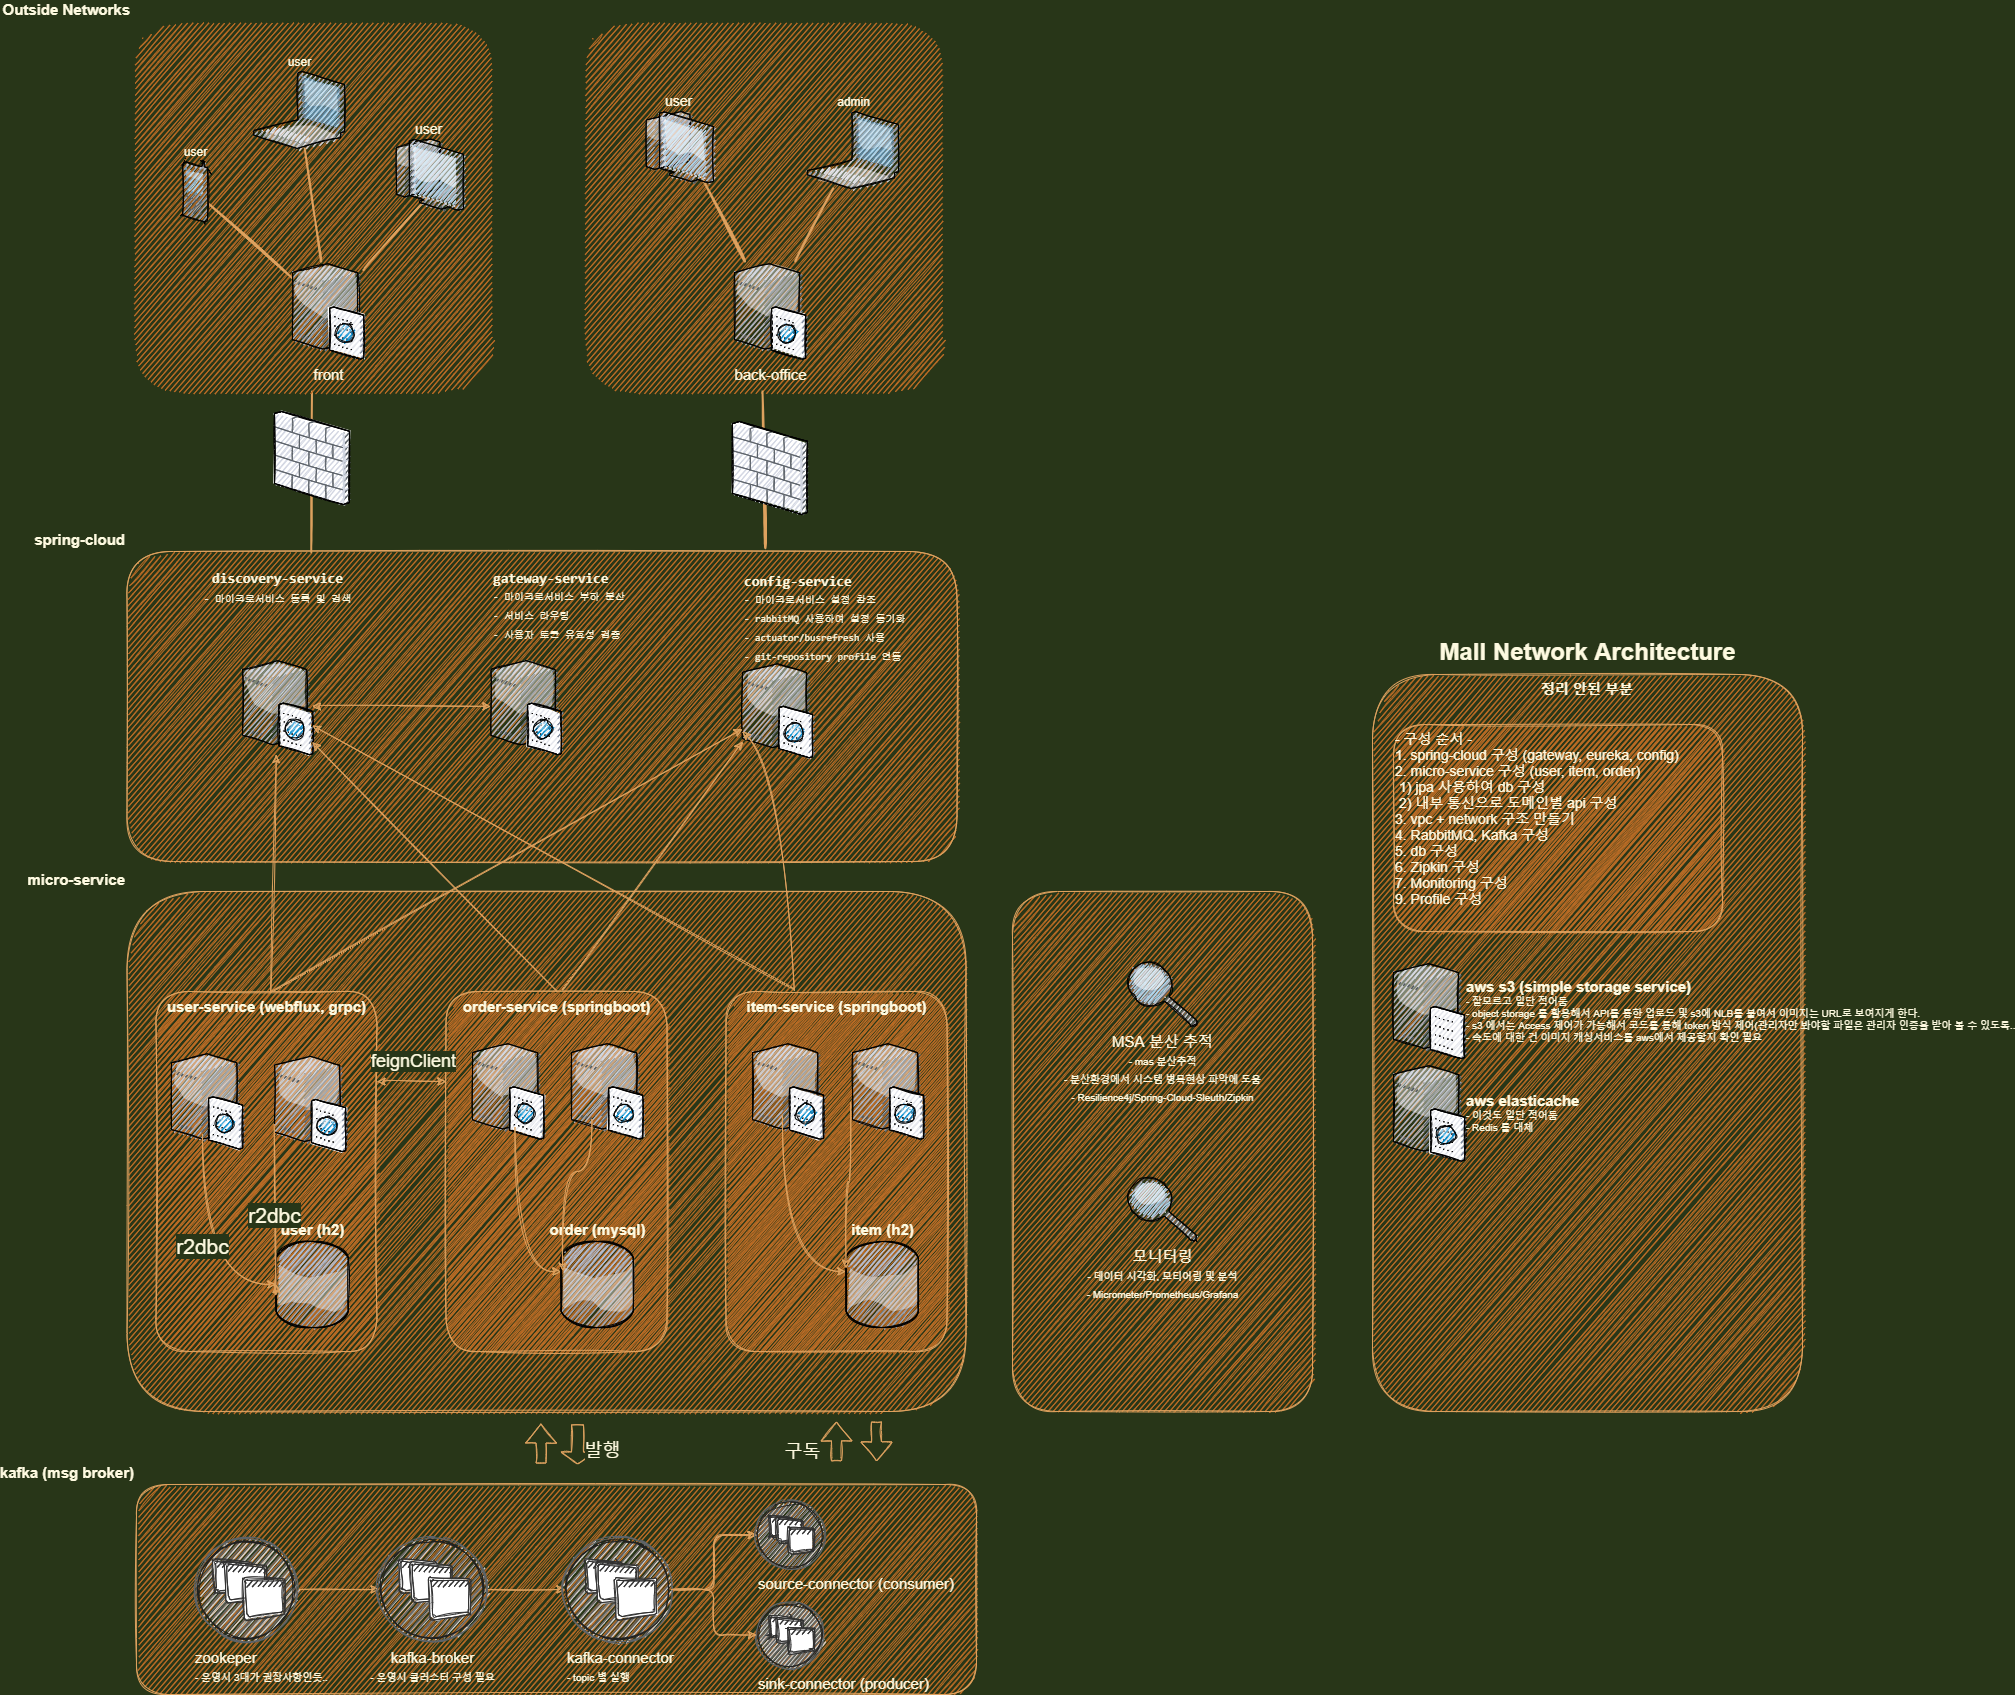 Outside Networks
user
user
user
front
user
admin
back-office
spring-cloud
discovery-service
- 마이크로서비스 등록 및 검색
gateway-service
- 마이크로서비스 부하 분산
- 서비스 라우팅
- 사용자 토큰 유효성 검증
config-service
- 마이크로서비스 설정 참조
- rabbitMQ 사용하여 설정 동기화
- actuator/busrefresh 사용
- git-repository profile 연동
micro-service
user-service (webflux, grpc)
feignClient
r2dbc
r2dbc
user (h2)
order-service (springboot)
order (mysql)
item-service (springboot)
item (h2)
MSA 분산 추적
- mas 분산추적
- 분산환경에서 시스템 병목현상 파악에 도움
- Resilience4j/Spring-Cloud-Sleuth/Zipkin
모니터링
- 데이터 시각화, 모티어링 및 분석
- Micrometer/Prometheus/Grafana
Mall Network Architecture
정리 안된 부분
- 구성 순서 -
1. spring-cloud 구성 (gateway, eureka, config)
2. micro-service 구성 (user, item, order)
1) jpa 사용하여 db 구성
2) 내부 통신으로 도메인별 api 구성
3. vpc + network 구조 만들기
4. RabbitMQ, Kafka 구성
5. db 구성
6. Zipkin 구성
7. Monitoring 구성
9. Profile 구성
aws s3 (simple storage service)
- 잘모르고 일단 적어둠
- object storage 를 활용해서 API를 통한 업로드 및 s3에 NLB를 붙여서 이미지는 URL로 보여지게 한다.
- s3 에서는 Access 제어가 가능해서 코드를 통해 token 방식 제어(관리자만 봐야할 파일은 관리자 인증을 받아 볼 수 있도록..
- 속도에 대한 건 이미지 캐싱서비스를 aws에서 제공할지 확인 필요
aws elasticache
- 이것도 일단 적어둠
- Redis 를 대체
발행
구독
kafka (msg broker)
zookeper
- 운영시 3대가 권장사항인듯..
kafka-broker
- 운영시 클러스터 구성 필요
kafka-connector
- topic 별 실행
source-connector (consumer)
sink-connector (producer)